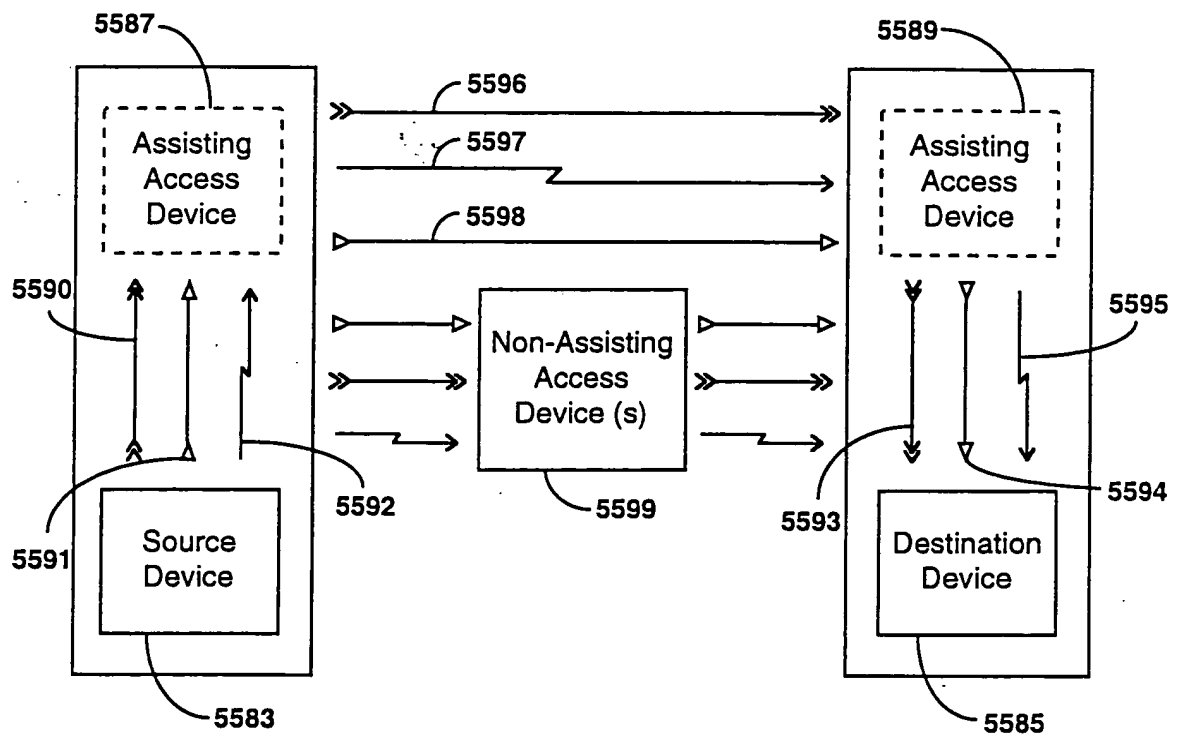 5587
5589
5596
Assisting
Access
Device
5597
Assisting
Access
Device
5598
5590
5595
Non-Assisting
Access
Device (s)
5591
5592
5599
5593
5594
Source
Device
Destination
Device
5583
5585